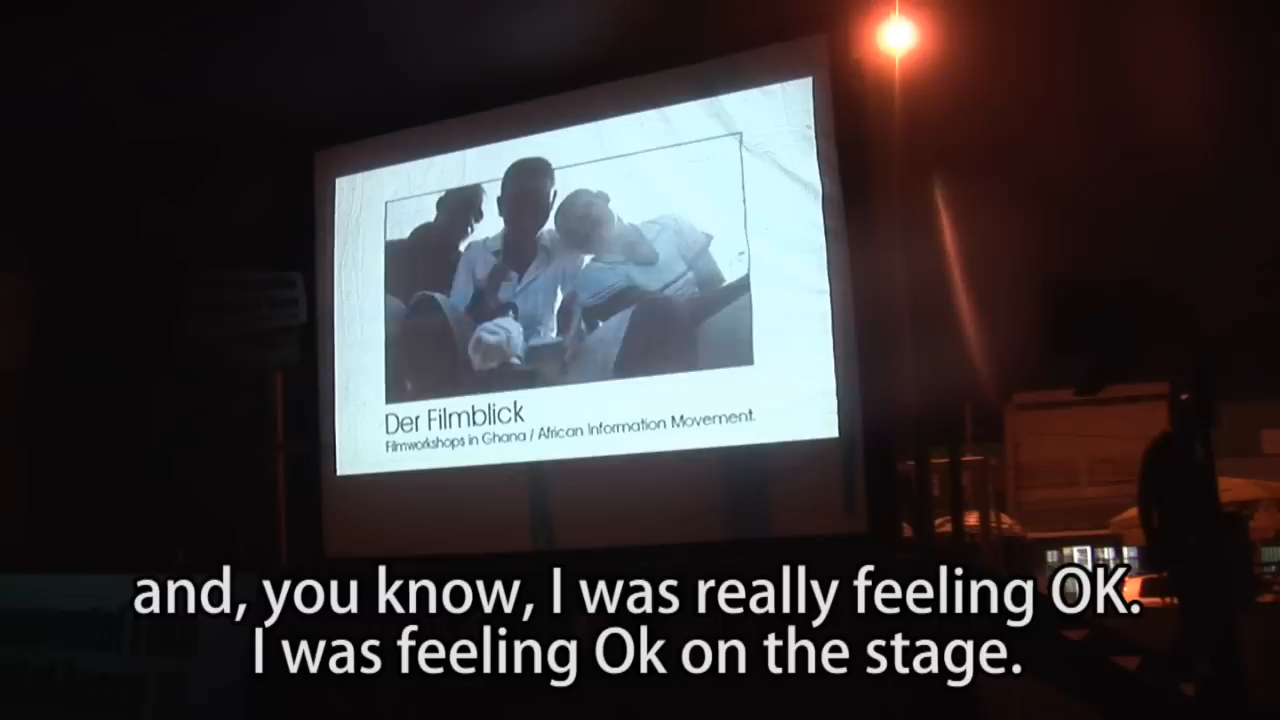 Der Filmblick
Filmworkshops in Ghana / African Information Movement.
and, you know, I was really feeling OK.
I was feeling Ok on the stage.